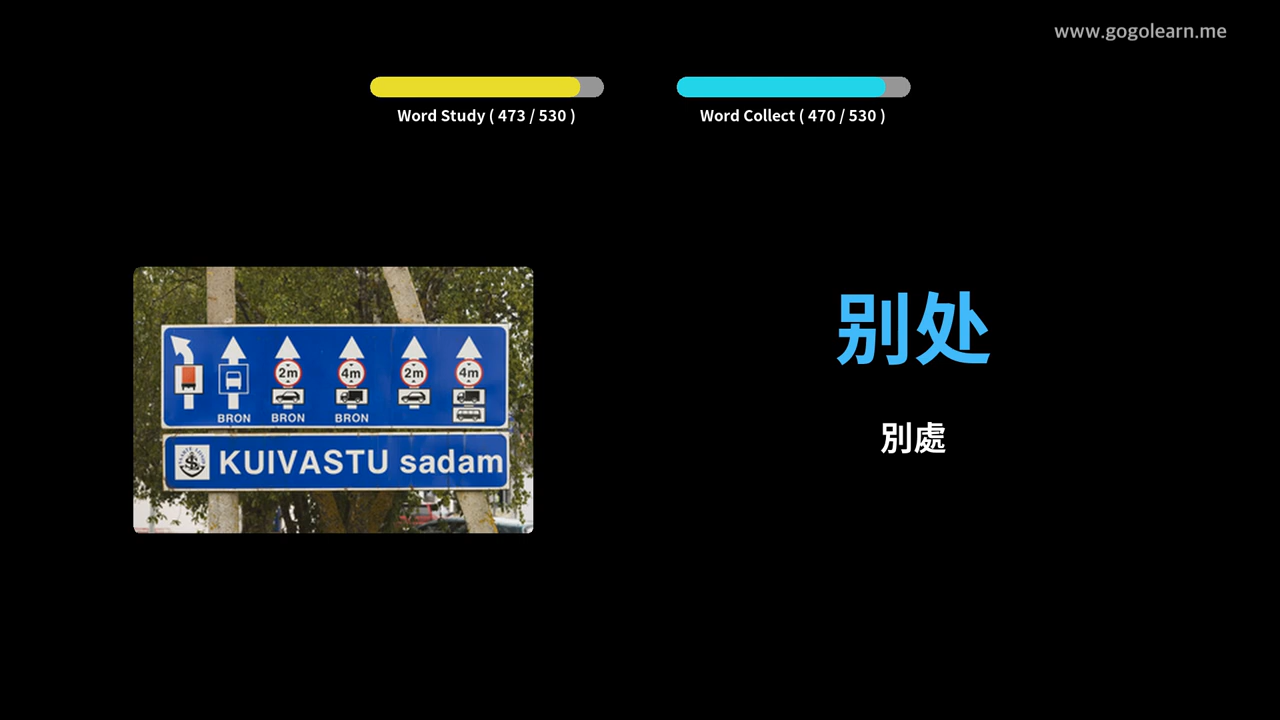 www.gogolearn.me
Word Study ( 473 / 530 )
Word Collect ( 470 / 530 )
2m 4m 2m 4m
BRON BRON BRON
KUIVASTU sadam
别处
別處